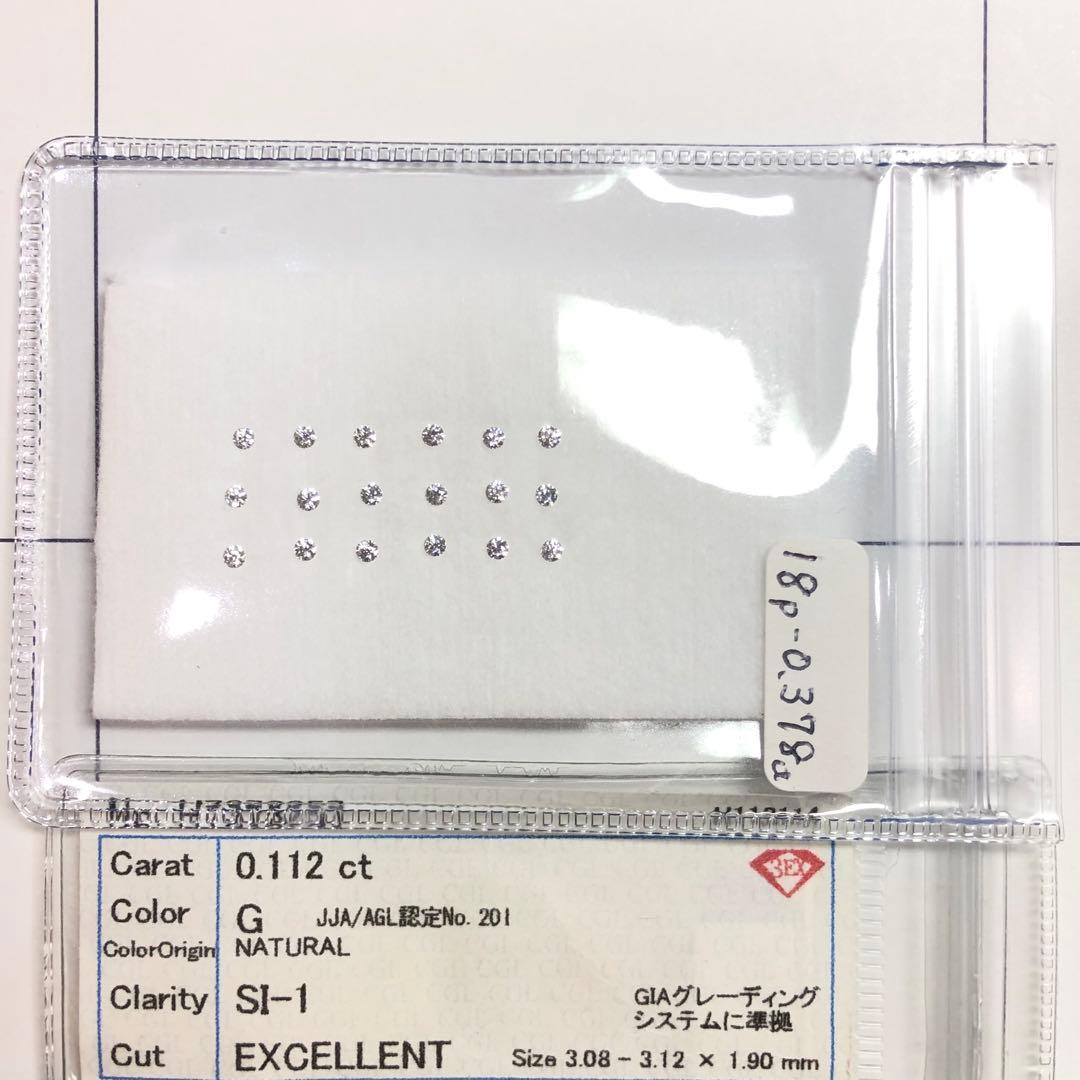 18p-0.378ct
Carat 0.112 ct
3EX
Color G JJA/AGL認定No. 201
ColorOrigin NATURAL
Clarity SI-1 GIAグレーディング
システムに準拠
Cut EXCELLENT Size 3.08 - 3.12 × 1.90 mm